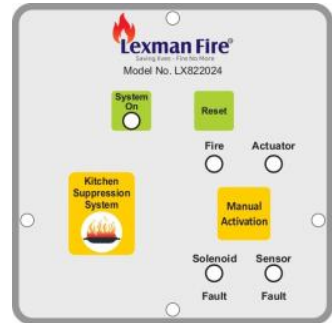 Lexman Fire®
Saving lives - Fire No More
Model No. LX822024
System
On
Reset
Fire
Actuator
Kitchen
Suppression
System
Manual
Activation
Solenoid
Sensor
Fault
Fault